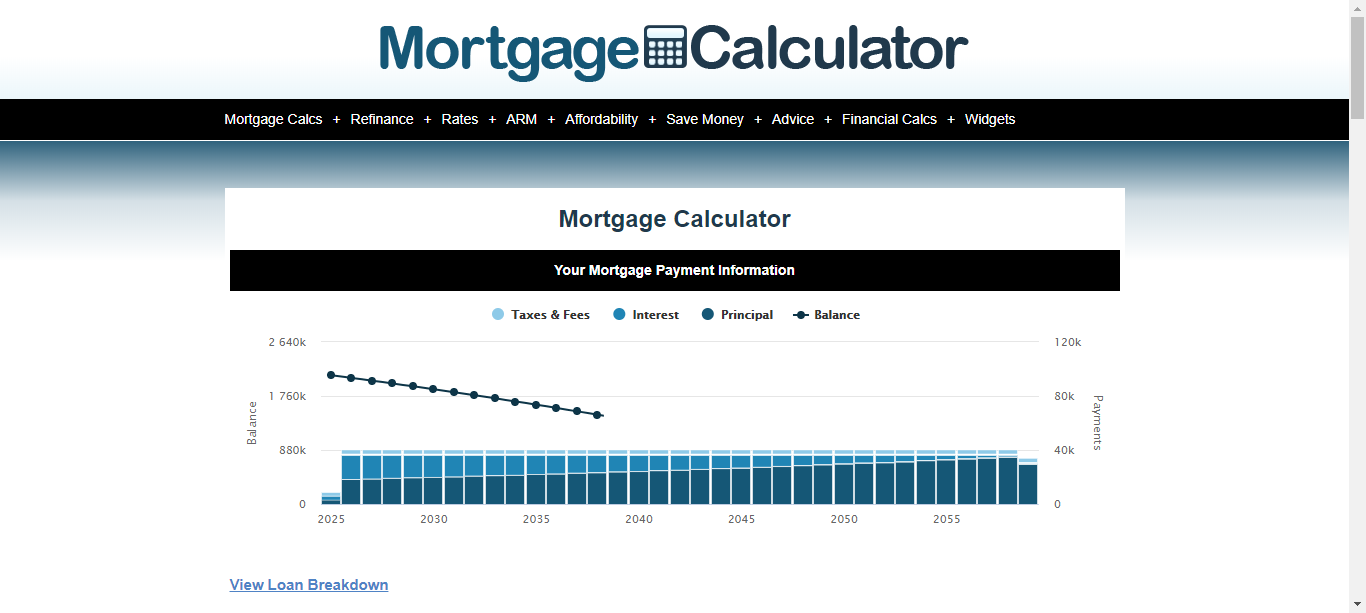 Mortgage Calculator
Mortgage Calcs + Refinance + Rates + ARM + Affordability + Save Money + Advice + Financial Calcs + Widgets
Mortgage Calculator
Your Mortgage Payment Information
Taxes & Fees Interest Principal Balance
2 640k 120k
1 760k 80k
Balance
Payments
880k 40k
0 0
2025 2030 2035 2040 2045 2050 2055
View Loan Breakdown